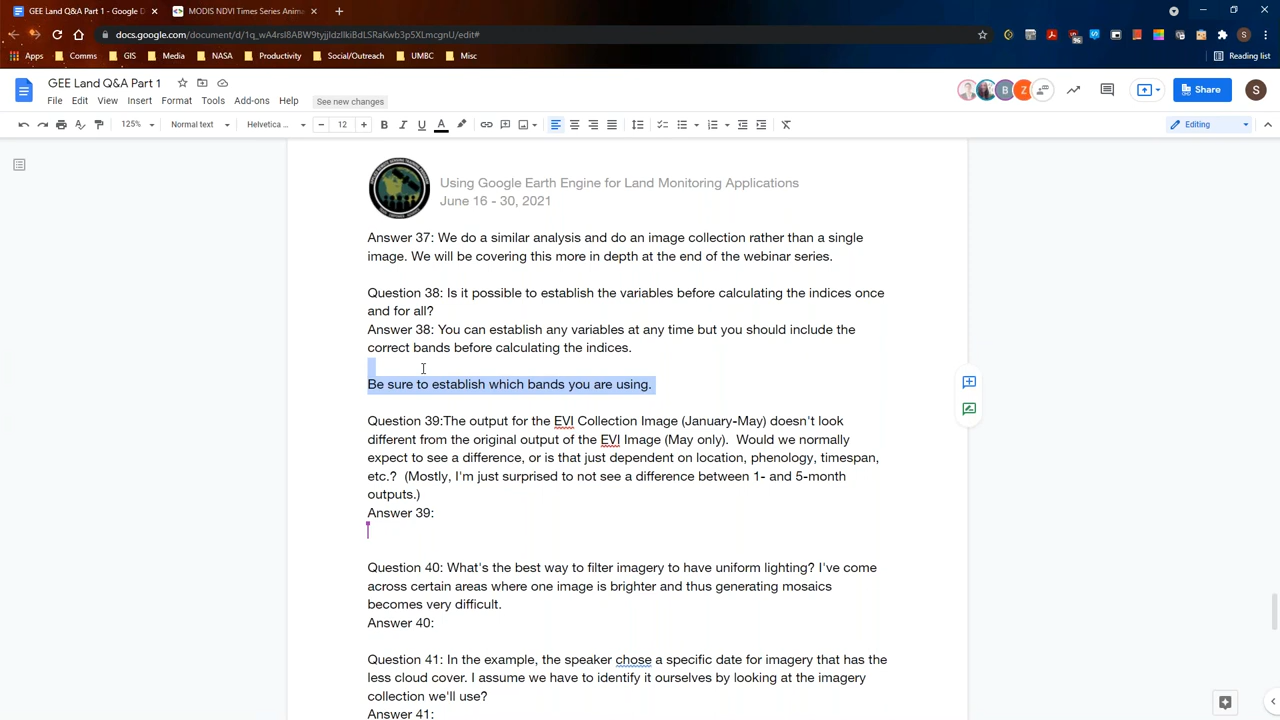 GEE Land Q&A Part 1 - Google D
MODIS NDVI Times Series Anima
docs.google.com/document/d/1q_wA4rsI8ABW9tyjjIdzIlkiBdLSRaKwb3p5XLmcgnU/edit#
Apps Comms GIS Media NASA Productivity Social/Outreach UMBC Misc Reading list
GEE Land Q&A Part 1
File Edit View Insert Format Tools Add-ons Help See new changes
Share
S
B
Z
125% Normal text Helvetica ... 12 Editing
Using Google Earth Engine for Land Monitoring Applications
June 16 - 30, 2021
Answer 37: We do a similar analysis and do an image collection rather than a single
image. We will be covering this more in depth at the end of the webinar series.
Question 38: Is it possible to establish the variables before calculating the indices once
and for all?
Answer 38: You can establish any variables at any time but you should include the
correct bands before calculating the indices.
Be sure to establish which bands you are using.
Question 39:The output for the EVI Collection Image (January-May) doesn't look
different from the original output of the EVI Image (May only).  Would we normally
expect to see a difference, or is that just dependent on location, phenology, timespan,
etc.?  (Mostly, I'm just surprised to not see a difference between 1- and 5-month
outputs.)
Answer 39:
Question 40: What's the best way to filter imagery to have uniform lighting? I've come
across certain areas where one image is brighter and thus generating mosaics
becomes very difficult.
Answer 40:
Question 41: In the example, the speaker chose a specific date for imagery that has the
less cloud cover. I assume we have to identify it ourselves by looking at the imagery
collection we'll use?
Answer 41: